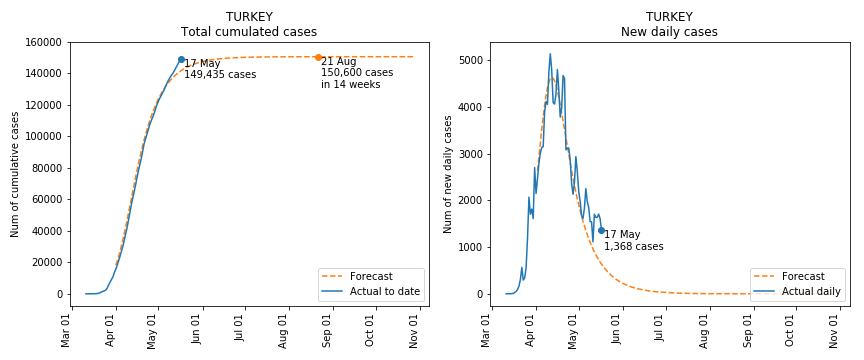 TURKEY
Total cumulated cases
Num of cumulative cases
160000
140000
120000
100000
80000
60000
40000
20000
0
17 May
149,435 cases
21 Aug
150,600 cases
in 14 weeks
Forecast
Actual to date
Mar 01
Apr 01
May 01
Jun 01
Jul 01
Aug 01
Sep 01
Oct 01
Nov 01
TURKEY
New daily cases
Num of new daily cases
5000
4000
3000
2000
1000
0
17 May
1,368 cases
Forecast
Actual daily
Mar 01
Apr 01
May 01
Jun 01
Jul 01
Aug 01
Sep 01
Oct 01
Nov 01